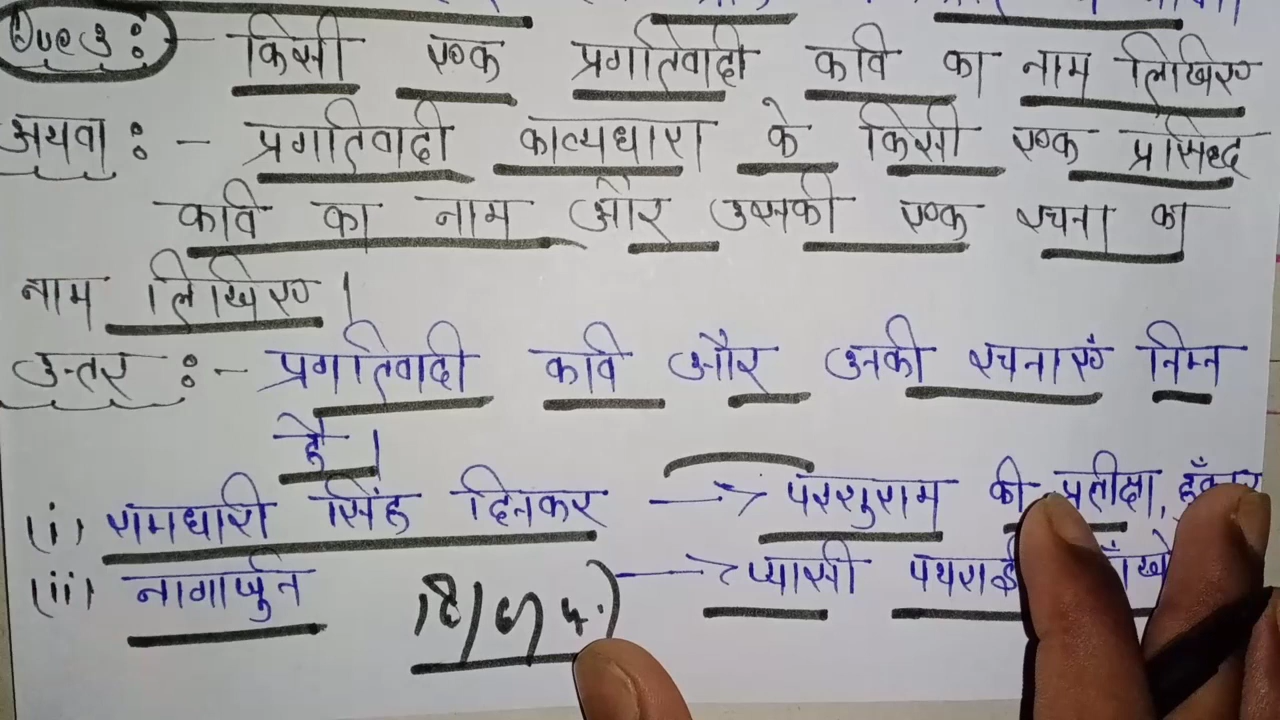 Que 3 :- किसी एक प्रगतिवादी कवि का नाम लिखिए
अथवा :- प्रगतिवादी काव्यधारा के किसी एक प्रसिद्ध
कवि का नाम और उसकी एक रचना का
नाम लिखिए।
उत्तर :- प्रगतिवादी कवि और उनकी रचनाएं निम्न
है।
(i) रामधारी सिंह दिनकर → परशुराम की प्रतीक्षा, हुँकार
(ii) नागार्जुन → प्यासी पथराई